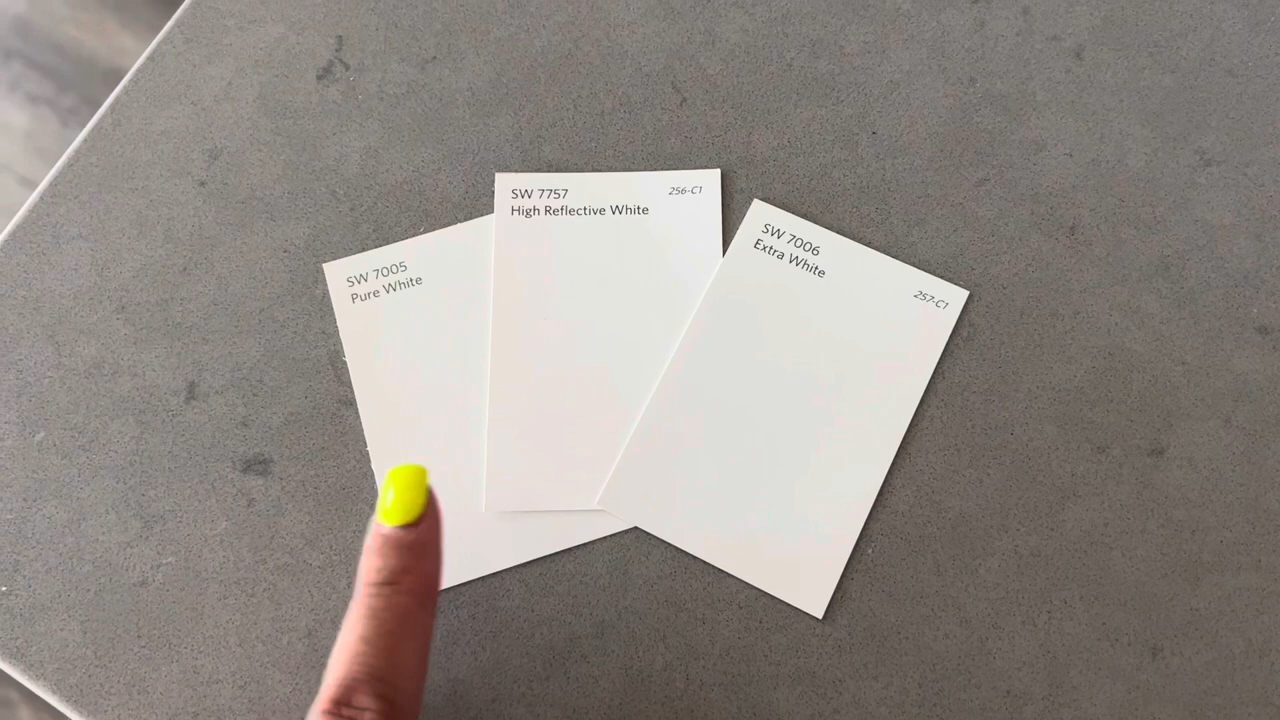 SW 7005
Pure White
SW 7757
High Reflective White
256-C1
SW 7006
Extra White
257-C1